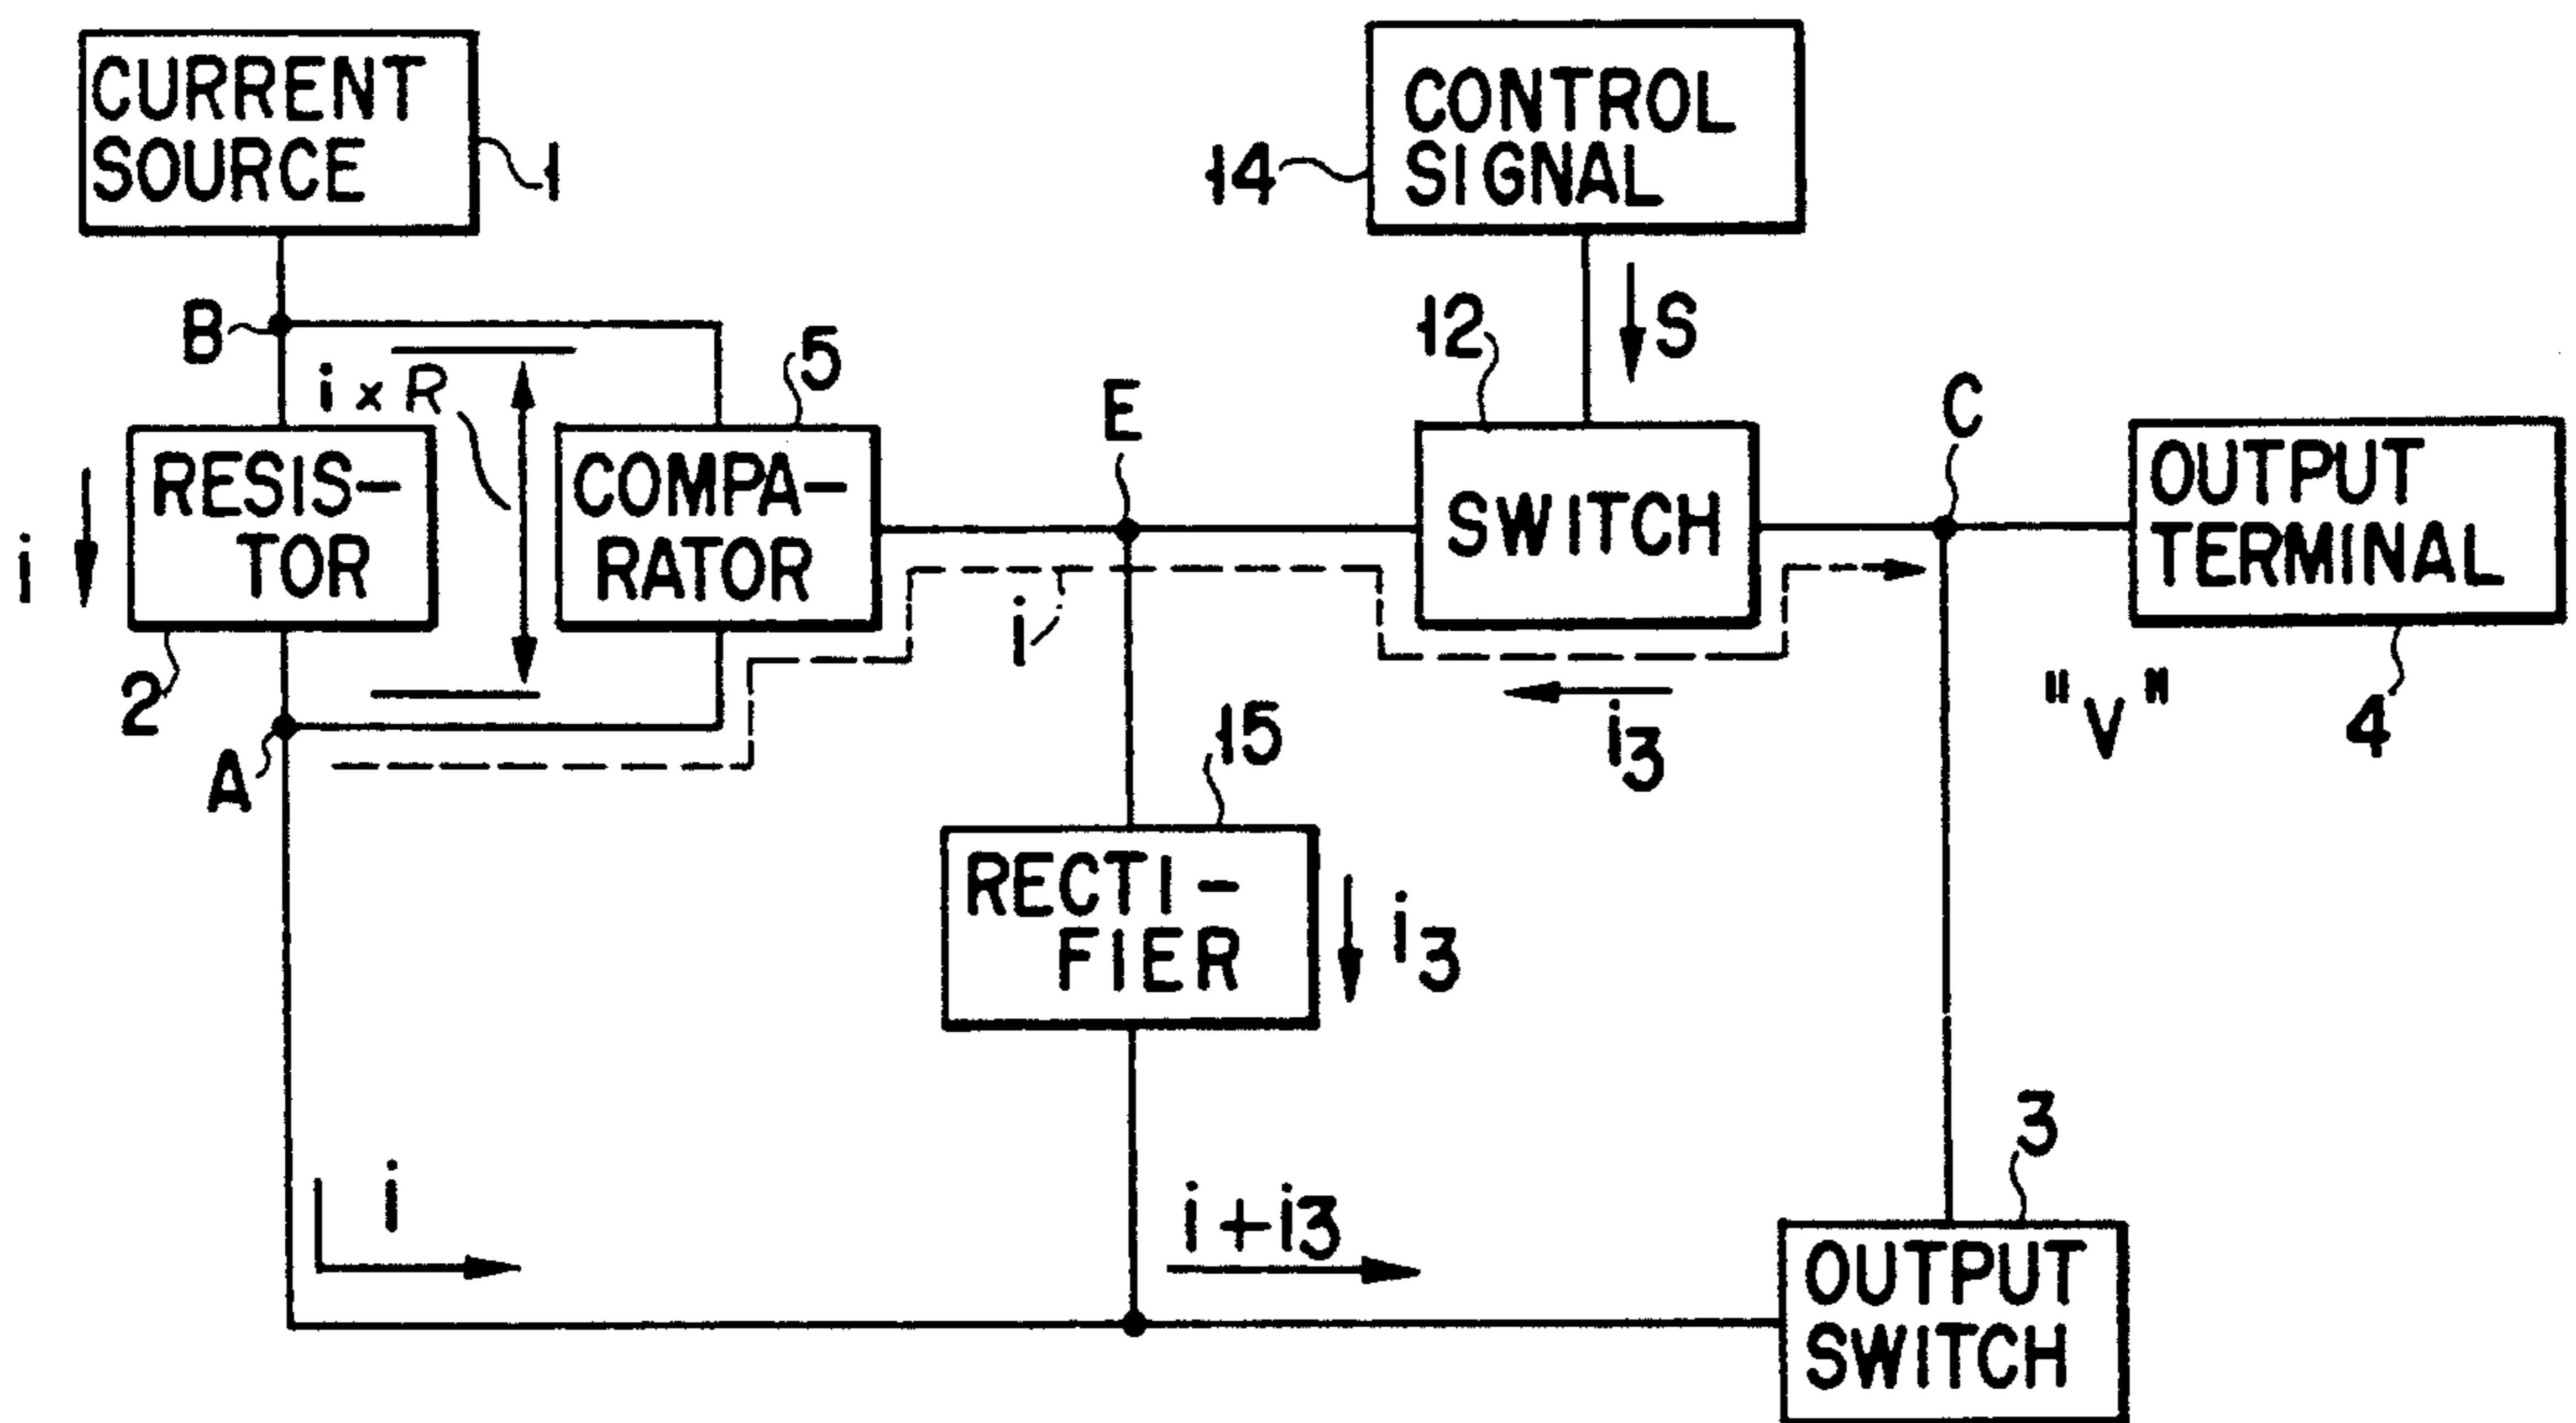 CURRENT
SOURCE
1
CONTROL
SIGNAL
14
S
B
i × R
5
12
E
C
i
RESIS-
TOR
COMPA-
RATOR
SWITCH
OUTPUT
TERMINAL
i
2
A
i3
"V"
4
15
RECTI-
FIER
i3
i
i+i3
3
OUTPUT
SWITCH